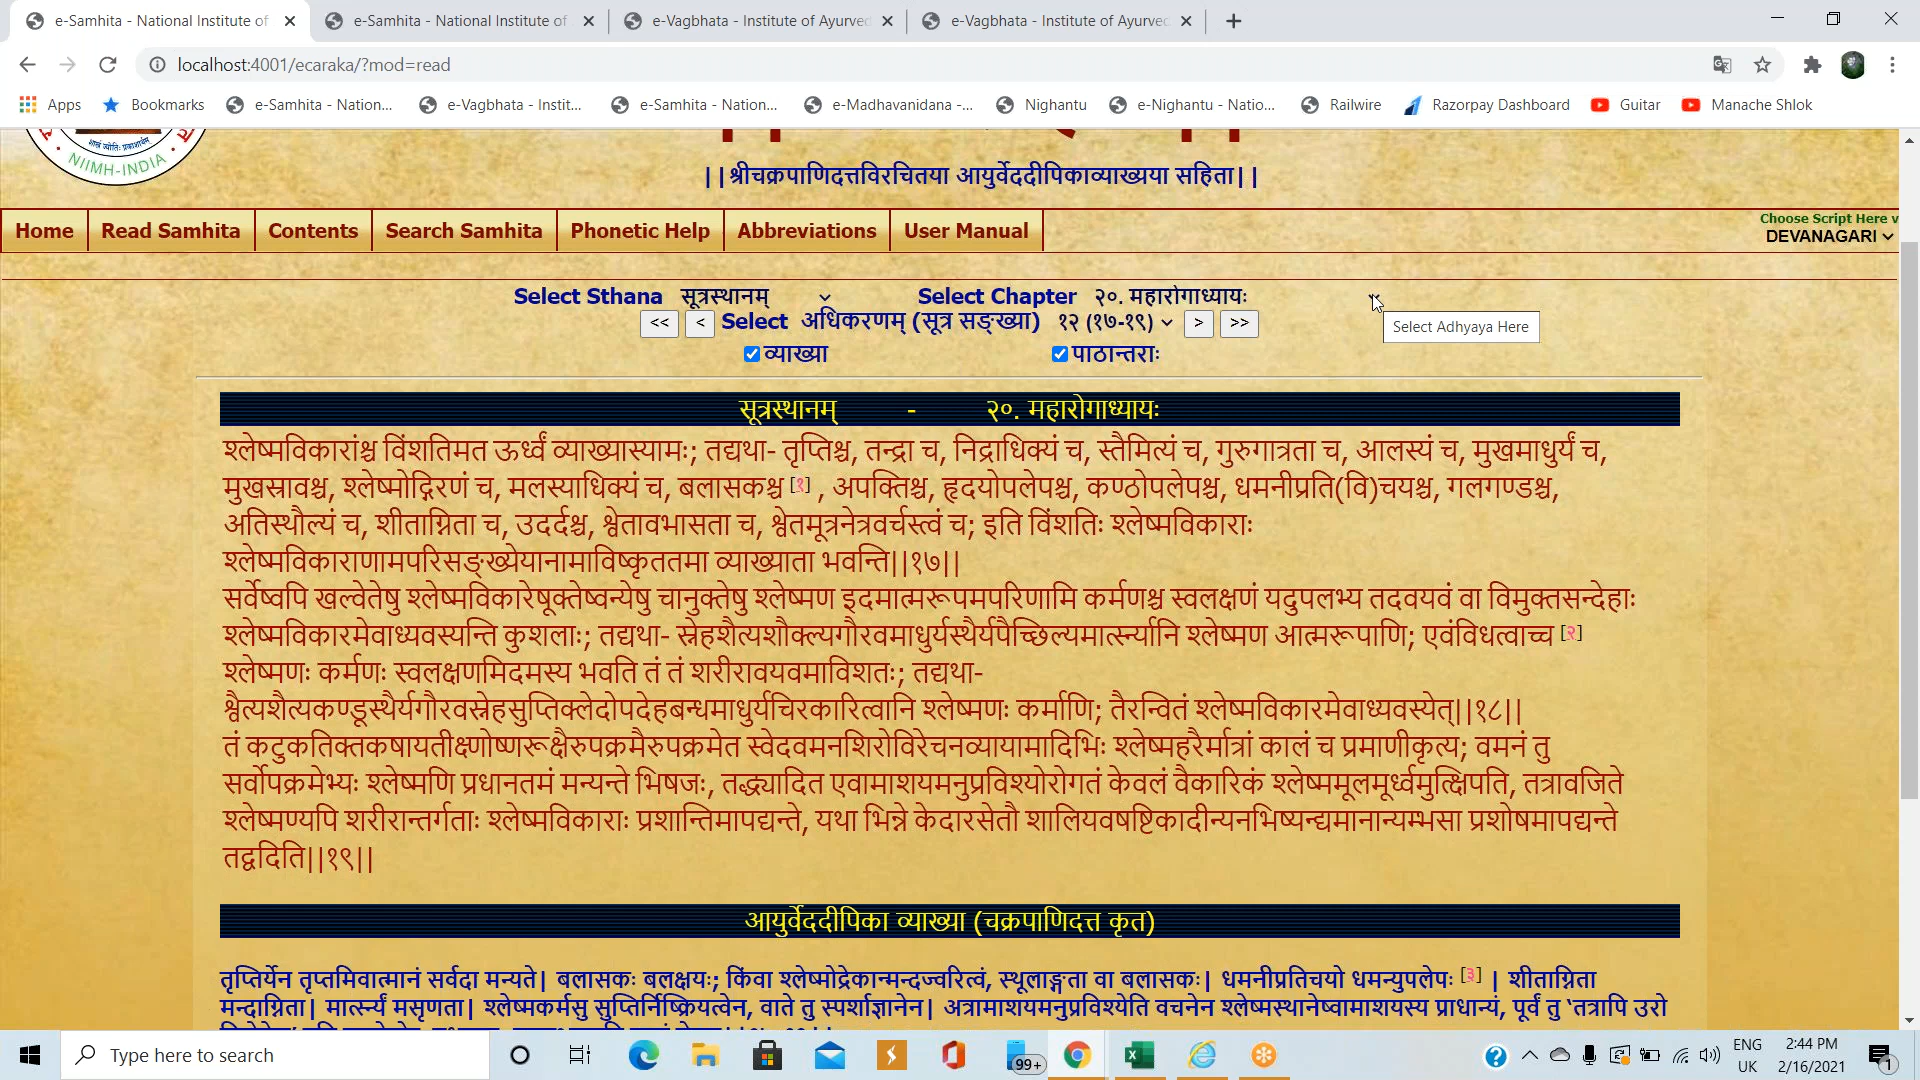 e-Samhita - National Institute of
e-Samhita - National Institute of
e-Vagbhata - Institute of Ayurved
e-Vagbhata - Institute of Ayurved
localhost:4001/ecaraka/?mod=read
Apps Bookmarks e-Samhita - Nation... e-Vagbhata - Instit... e-Samhita - Nation... e-Madhavanidana -... Nighantu e-Nighantu - Natio... Railwire Razorpay Dashboard Guitar Manache Shlok
NIIMH-INDIA
||श्रीचक्रपाणिदत्तविरचितया आयुर्वेददीपिकाव्याख्यया सहिता||
Home Read Samhita Contents Search Samhita Phonetic Help Abbreviations User Manual
Choose Script Here v
DEVANAGARI
Select Sthana सूत्रस्थानम् Select Chapter २०. महारोगाध्यायः
<< < Select अधिकरणम् (सूत्र सङ्ख्या) १२ (१७-१९) > >>
Select Adhyaya Here
व्याख्या पाठान्तराः
सूत्रस्थानम् - २०. महारोगाध्यायः
श्लेष्मविकारांश्च विंशतिमत ऊर्ध्वं व्याख्यास्यामः; तद्यथा- तृप्तिश्च, तन्द्रा च, निद्राधिक्यं च, स्तैमित्यं च, गुरुगात्रता च, आलस्यं च, मुखमाधुर्यं च,
मुखस्रावश्च, श्लेष्मोद्गिरणं च, मलस्याधिक्यं च, बलासकश्च [१] , अपक्तिश्च, हृदयोपलेपश्च, कण्ठोपलेपश्च, धमनीप्रति(वि)चयश्च, गलगण्डश्च,
अतिस्थौल्यं च, शीताग्निता च, उदर्दश्च, श्वेतावभासता च, श्वेतमूत्रनेत्रवर्चस्त्वं च; इति विंशतिः श्लेष्मविकाराः
श्लेष्मविकाराणामपरिसङ्ख्येयानामाविष्कृततमा व्याख्याता भवन्ति||१७||
सर्वेष्वपि खल्वेतेषु श्लेष्मविकारेषूक्तेष्वन्येषु चानुक्तेषु श्लेष्मण इदमात्मरूपमपरिणामि कर्मणश्च स्वलक्षणं यदुपलभ्य तदवयवं वा विमुक्तसन्देहाः
श्लेष्मविकारमेवाध्यवस्यन्ति कुशलाः; तद्यथा- स्नेहशैत्यशौक्ल्यगौरवमाधुर्यस्थैर्यपैच्छिल्यमार्त्स्न्यानि श्लेष्मण आत्मरूपाणि; एवंविधत्वाच्च [२]
श्लेष्मणः कर्मणः स्वलक्षणमिदमस्य भवति तं तं शरीरावयवमाविशतः; तद्यथा-
श्वैत्यशैत्यकण्डूस्थैर्यगौरवस्नेहसुप्तिक्लेदोपदेहबन्धमाधुर्यचिरकारित्वानि श्लेष्मणः कर्माणि; तैरन्वितं श्लेष्मविकारमेवाध्यवस्येत्||१८||
तं कटुकतिक्तकषायतीक्ष्णोष्णरूक्षैरुपक्रमैरुपक्रमेत स्वेदवमनशिरोविरेचनव्यायामादिभिः श्लेष्महरैर्मात्रां कालं च प्रमाणीकृत्य; वमनं तु
सर्वोपक्रमेभ्यः श्लेष्मणि प्रधानतमं मन्यन्ते भिषजः, तद्ध्यादित एवामाशयमनुप्रविश्योरोगतं केवलं वैकारिकं श्लेष्ममूलमूर्ध्वमुत्क्षिपति, तत्रावजिते
श्लेष्मण्यपि शरीरान्तर्गताः श्लेष्मविकाराः प्रशान्तिमापद्यन्ते, यथा भिन्ने केदारसेतौ शालियवषष्टिकादीन्यनभिष्यन्द्यमानान्यम्भसा प्रशोषमापद्यन्ते
तद्वदिति||१९||
आयुर्वेददीपिका व्याख्या (चक्रपाणिदत्त कृत)
तृप्तिर्येन तृप्तमिवात्मानं सर्वदा मन्यते| बलासकः बलक्षयः; किंवा श्लेष्मोद्रेकान्मन्दज्वरित्वं, स्थूलाङ्गता वा बलासकः| धमनीप्रतिचयो धमन्युपलेपः [३] | शीताग्निता
मन्दाग्निता| मार्त्स्न्यं मसृणता| श्लेष्मकर्मसु सुप्तिर्निष्क्रियत्वेन, वाते तु स्पर्शाज्ञानेन| अत्रामाशयमनुप्रविश्येति वचनेन श्लेष्मस्थानेष्वामाशयस्य प्राधान्यं, पूर्वं तु 'तत्रापि उरो
Type here to search
99+
ENG
UK
2:44 PM
2/16/2021
1